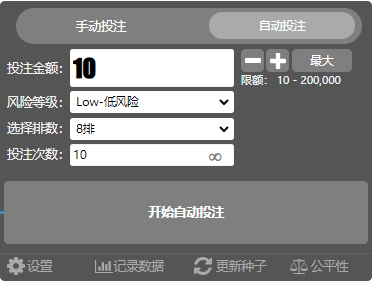 手动投注 自动投注
投注金额: 10 最大
限额: 10 - 200,000
风险等级: Low-低风险
选择排数: 8排
投注次数: 10 ∞
开始自动投注
设置 记录数据 更新种子 公平性